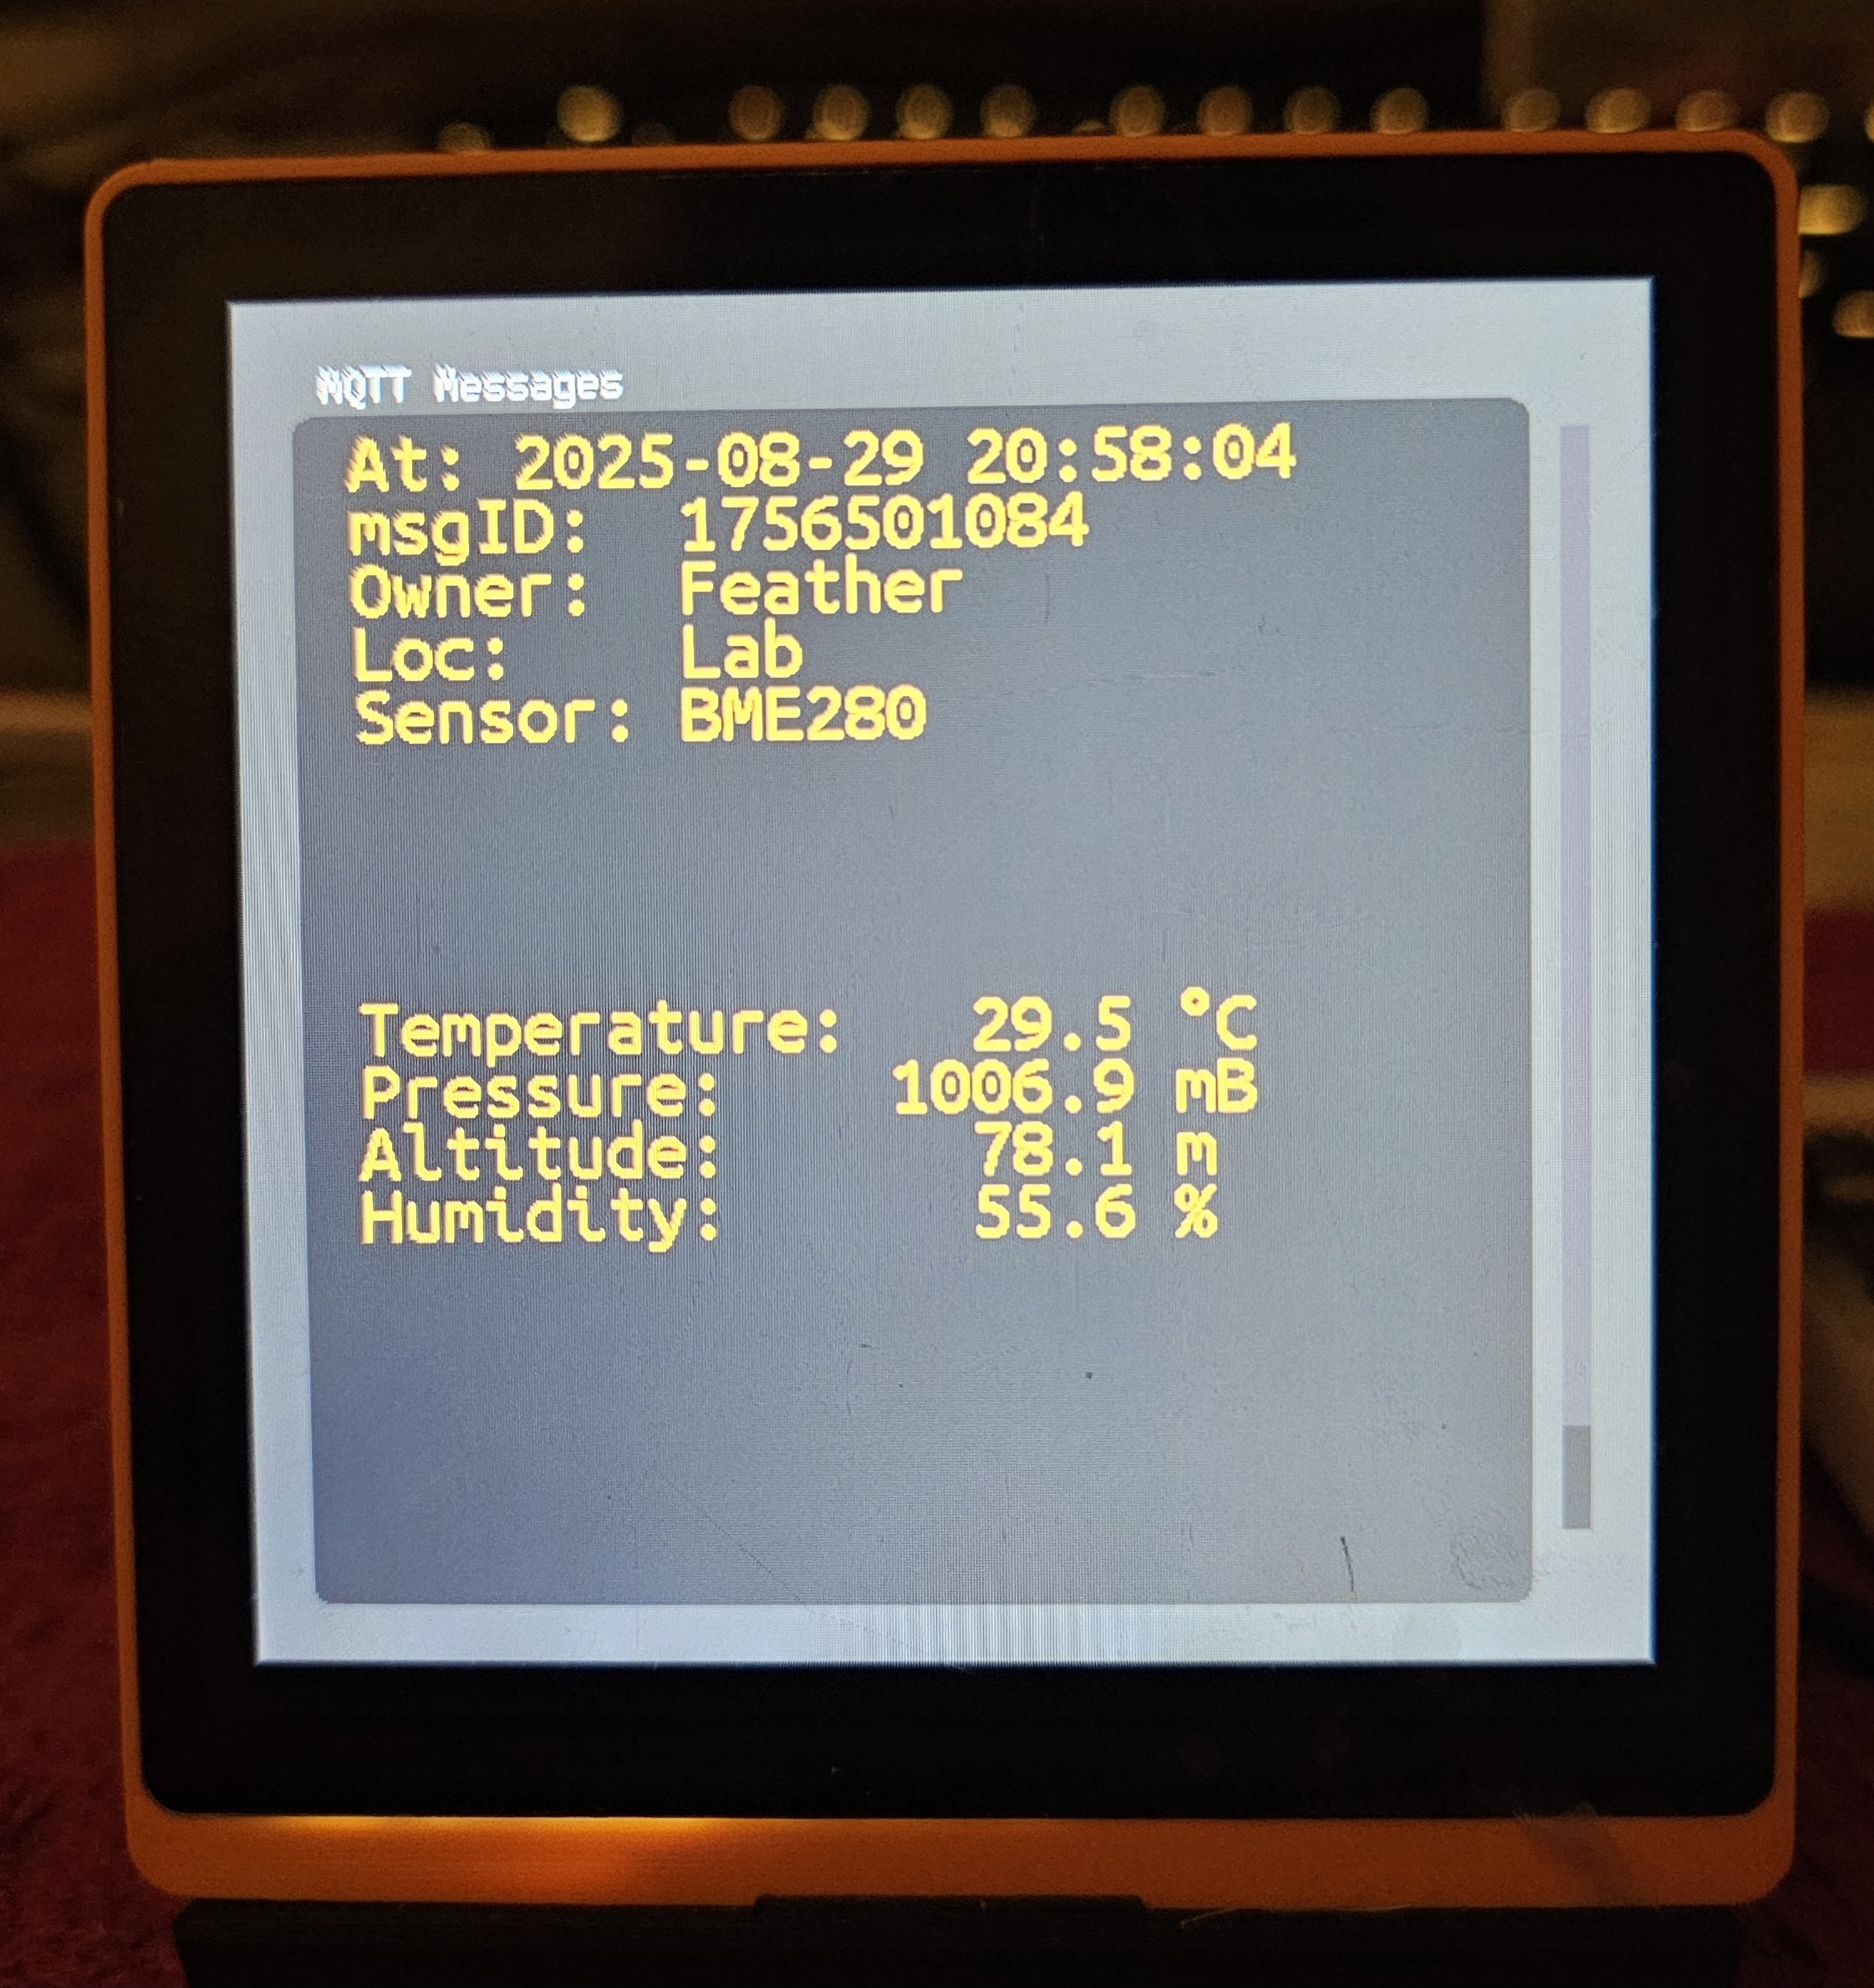 MQTT Messages
At: 2025-08-29 20:58:04
msgID: 1756501084
Owner: Feather
Loc: Lab
Sensor: BME280
Temperature: 29.5 °C
Pressure: 1006.9 mB
Altitude: 78.1 m
Humidity: 55.6 %